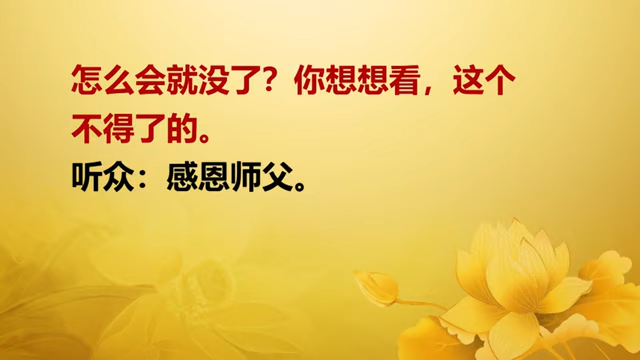 怎么会就没了？你想想看，这个
不得了的。
听众：感恩师父。